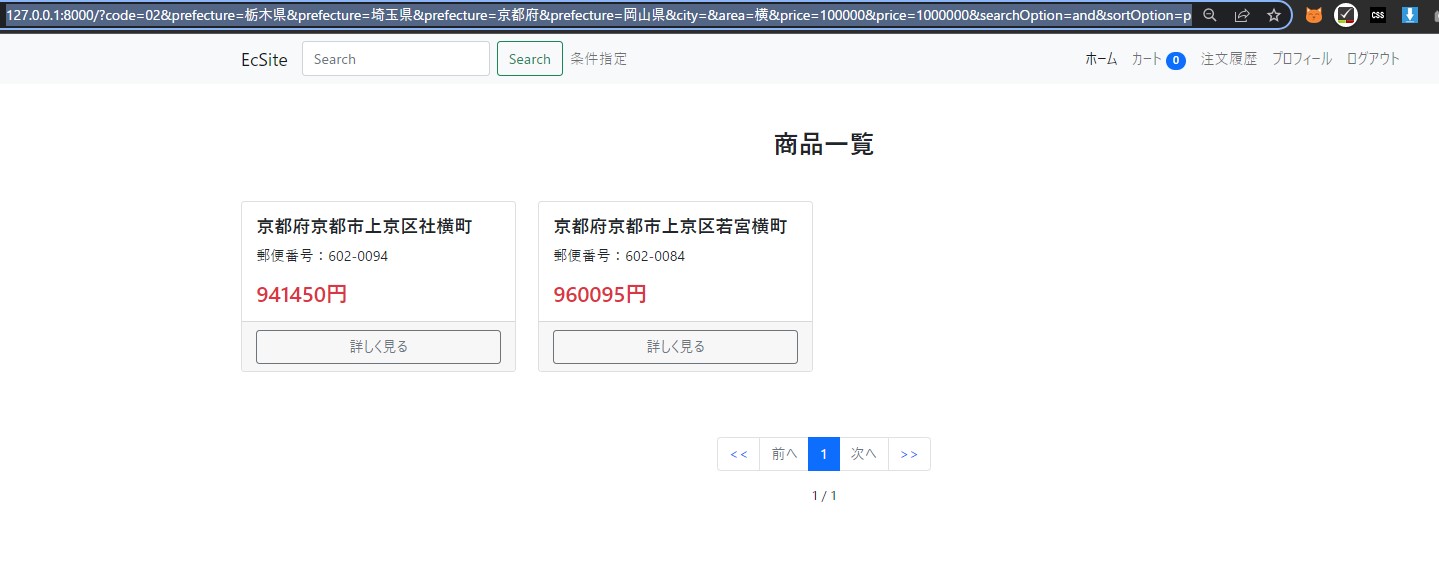 127.0.0.1:8000/?code=02&prefecture=栃木県&prefecture=埼玉県&prefecture=京都府&prefecture=岡山県&city=&area=横&price=100000&price=1000000&searchOption=and&sortOption=p
CSS
EcSite Search Search 条件指定 ホーム カート 0 注文履歴 プロフィール ログアウト
商品一覧
京都府京都市上京区社横町
郵便番号：602-0094
941450円
詳しく見る
京都府京都市上京区若宮横町
郵便番号：602-0084
960095円
詳しく見る
<< 前へ 1 次へ >>
1 / 1